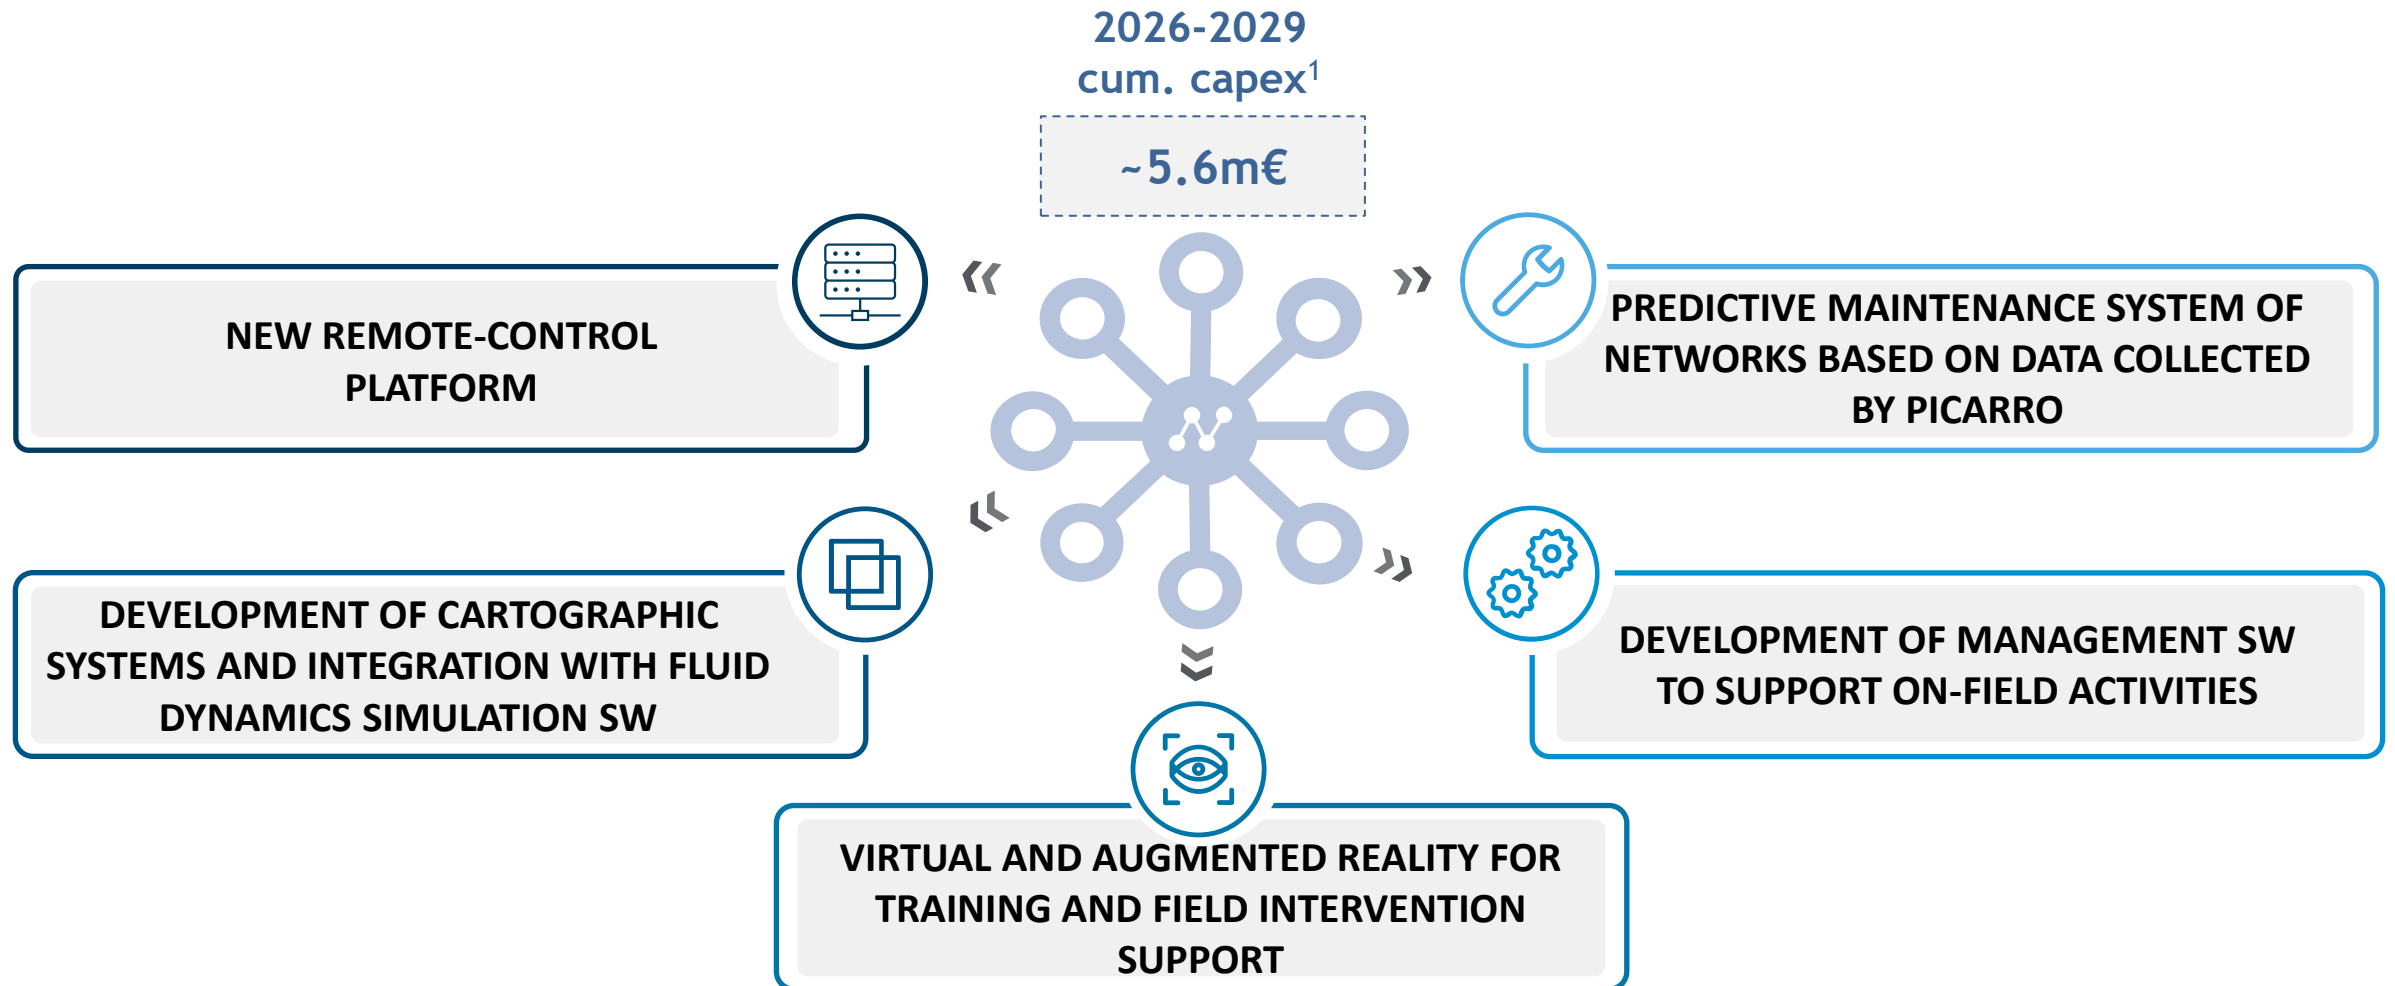 2026-2029
cum. capex¹
~5.6m€
NEW REMOTE-CONTROL
PLATFORM
PREDICTIVE MAINTENANCE SYSTEM OF
NETWORKS BASED ON DATA COLLECTED
BY PICARRO
DEVELOPMENT OF CARTOGRAPHIC
SYSTEMS AND INTEGRATION WITH FLUID
DYNAMICS SIMULATION SW
DEVELOPMENT OF MANAGEMENT SW
TO SUPPORT ON-FIELD ACTIVITIES
VIRTUAL AND AUGMENTED REALITY FOR
TRAINING AND FIELD INTERVENTION
SUPPORT